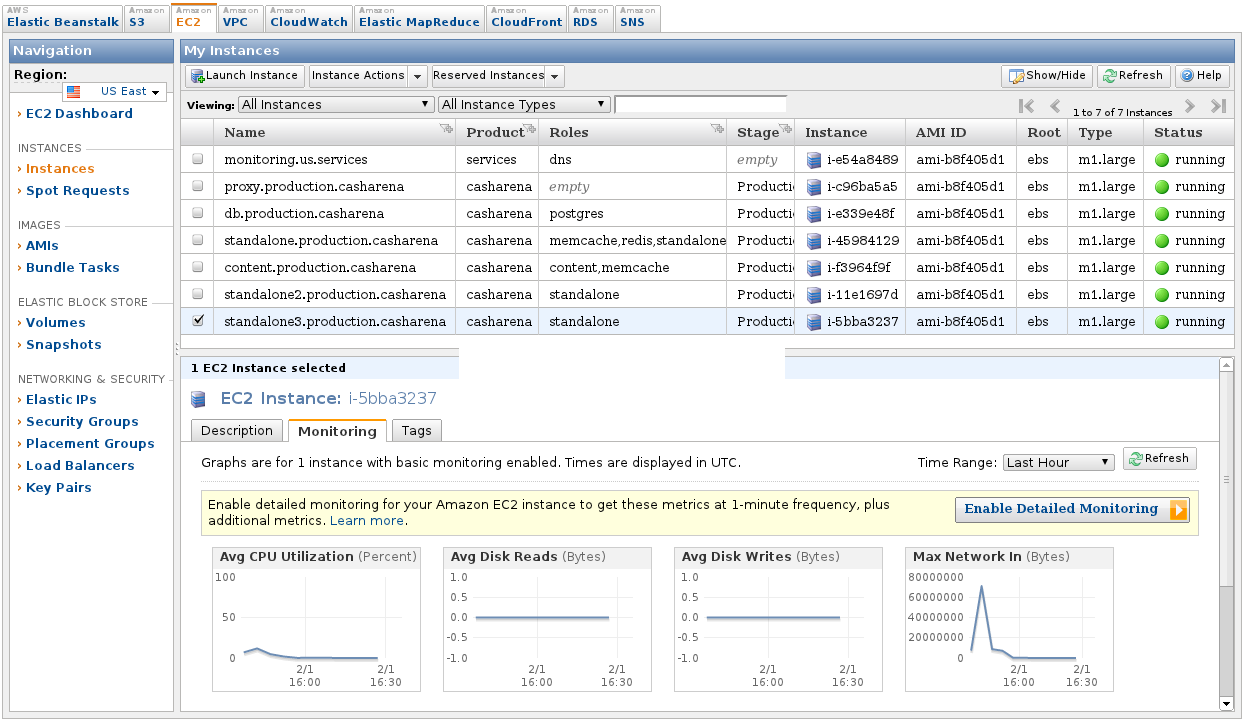 AWS Amazon Amazon Amazon Amazon Amazon Amazon Amazon Amazon
Elastic Beanstalk S3 EC2 VPC CloudWatch Elastic MapReduce CloudFront RDS SNS
Navigation
Region:
US East
› EC2 Dashboard
INSTANCES
› Instances
› Spot Requests
IMAGES
› AMIs
› Bundle Tasks
ELASTIC BLOCK STORE
› Volumes
› Snapshots
NETWORKING & SECURITY
› Elastic IPs
› Security Groups
› Placement Groups
› Load Balancers
› Key Pairs
My Instances
Launch Instance Instance Actions Reserved Instances Show/Hide Refresh Help
Viewing: All Instances All Instance Types 1 to 7 of 7 Instances
Name Product Roles Stage Instance AMI ID Root Type Status
monitoring.us.services services dns empty i-e54a8489 ami-b8f405d1 ebs m1.large running
proxy.production.casharena casharena empty Producti i-c96ba5a5 ami-b8f405d1 ebs m1.large running
db.production.casharena casharena postgres Producti i-e339e48f ami-b8f405d1 ebs m1.large running
standalone.production.casharena casharena memcache,redis,standalone Producti i-45984129 ami-b8f405d1 ebs m1.large running
content.production.casharena casharena content,memcache Producti i-f3964f9f ami-b8f405d1 ebs m1.large running
standalone2.production.casharena casharena standalone Producti i-11e1697d ami-b8f405d1 ebs m1.large running
standalone3.production.casharena casharena standalone Producti i-5bba3237 ami-b8f405d1 ebs m1.large running
1 EC2 Instance selected
EC2 Instance: i-5bba3237
Description Monitoring Tags
Graphs are for 1 instance with basic monitoring enabled. Times are displayed in UTC. Time Range: Last Hour Refresh
Enable detailed monitoring for your Amazon EC2 instance to get these metrics at 1-minute frequency, plus
additional metrics. Learn more.
Enable Detailed Monitoring
Avg CPU Utilization (Percent)
100
50
0
2/1 2/1
16:00 16:30
Avg Disk Reads (Bytes)
1.0
0.5
0.0
-0.5
-1.0
2/1 2/1
16:00 16:30
Avg Disk Writes (Bytes)
1.0
0.5
0.0
-0.5
-1.0
2/1 2/1
16:00 16:30
Max Network In (Bytes)
80000000
60000000
40000000
20000000
0
2/1 2/1
16:00 16:30